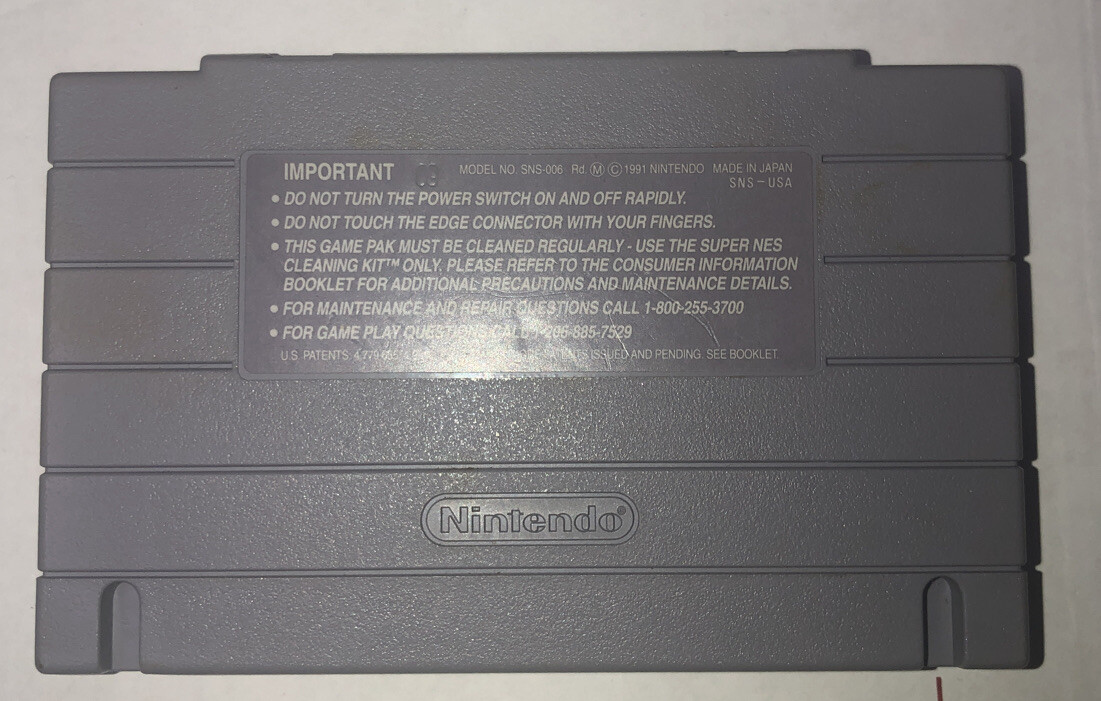 IMPORTANT MODEL NO. SNS-006 Rd. Ⓜ Ⓒ 1991 NINTENDO MADE IN JAPAN
SNS-USA
• DO NOT TURN THE POWER SWITCH ON AND OFF RAPIDLY.
• DO NOT TOUCH THE EDGE CONNECTOR WITH YOUR FINGERS.
• THIS GAME PAK MUST BE CLEANED REGULARLY - USE THE SUPER NES
CLEANING KIT™ ONLY. PLEASE REFER TO THE CONSUMER INFORMATION
BOOKLET FOR ADDITIONAL PRECAUTIONS AND MAINTENANCE DETAILS.
• FOR MAINTENANCE AND REPAIR QUESTIONS CALL 1-800-255-3700
• FOR GAME PLAY QUESTIONS CALL 1-206-885-7529
U.S. PATENTS: ISSUED AND PENDING. SEE BOOKLET.
Nintendo®